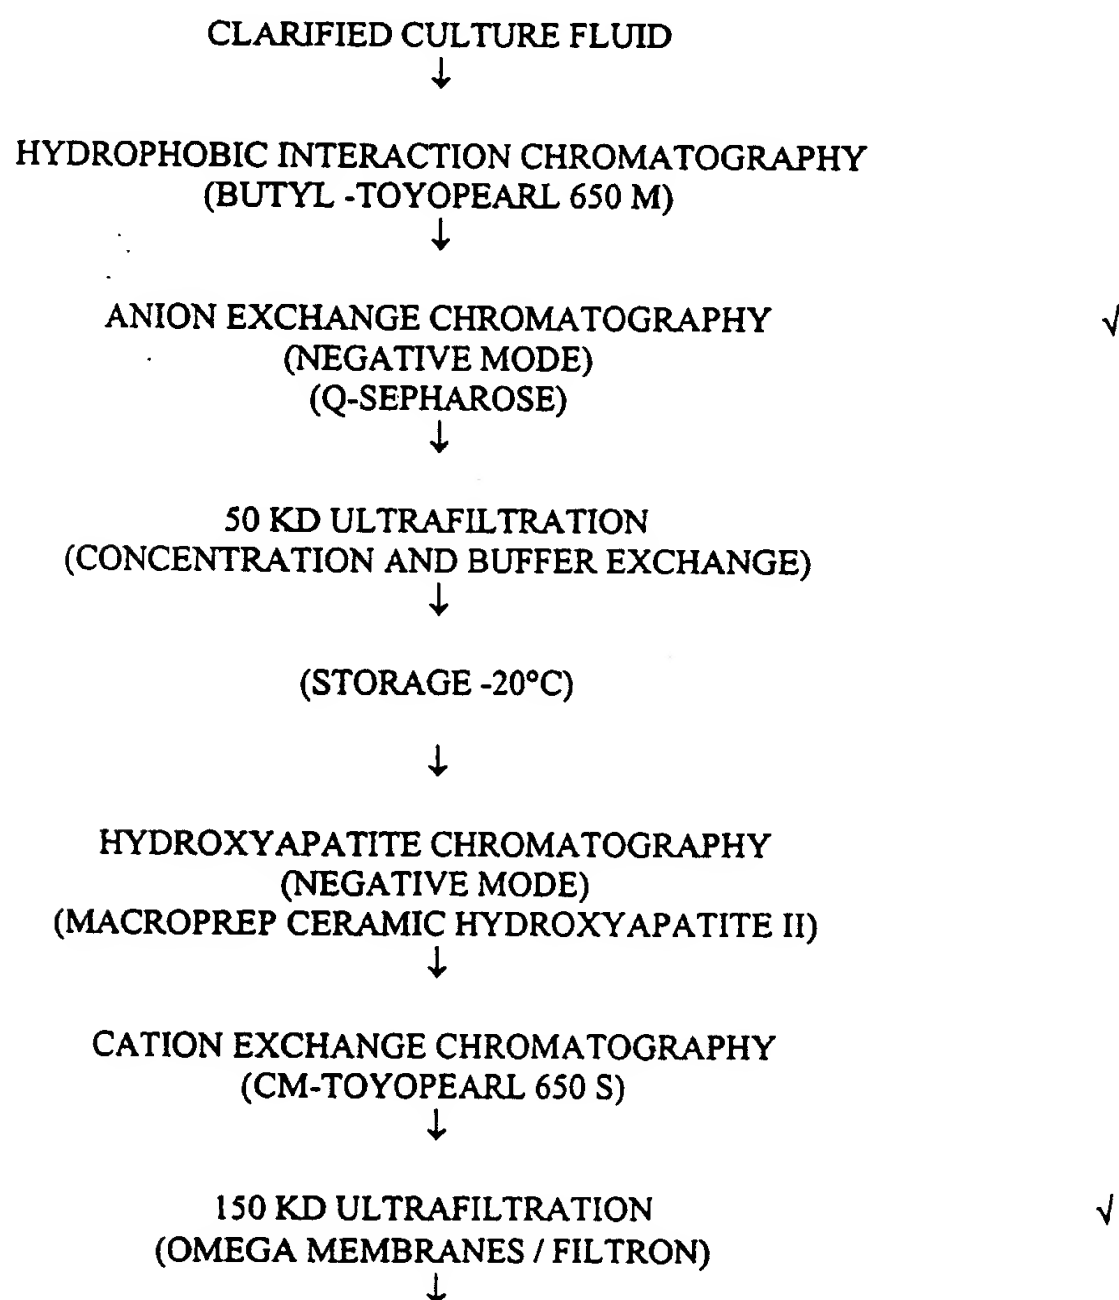 CLARIFIED CULTURE FLUID
↓
HYDROPHOBIC INTERACTION CHROMATOGRAPHY
(BUTYL -TOYOPEARL 650 M)
↓
ANION EXCHANGE CHROMATOGRAPHY √
(NEGATIVE MODE)
(Q-SEPHAROSE)
↓
50 KD ULTRAFILTRATION
(CONCENTRATION AND BUFFER EXCHANGE)
↓
(STORAGE -20°C)
↓
HYDROXYAPATITE CHROMATOGRAPHY
(NEGATIVE MODE)
(MACROPREP CERAMIC HYDROXYAPATITE II)
↓
CATION EXCHANGE CHROMATOGRAPHY
(CM-TOYOPEARL 650 S)
↓
150 KD ULTRAFILTRATION √
(OMEGA MEMBRANES / FILTRON)
↓